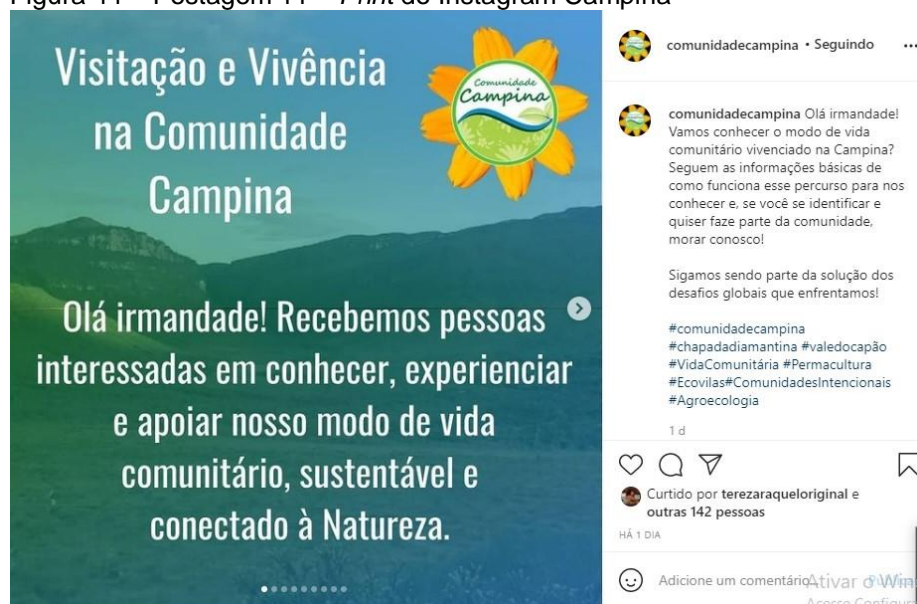 Figura 11 – Postagem 11 – Print do Instagram Campina
Visitação e Vivência
na Comunidade
Campina
Comunidade
Campina
Olá irmandade! Recebemos pessoas
interessadas em conhecer, experienciar
e apoiar nosso modo de vida
comunitário, sustentável e
conectado à Natureza.
comunidadecampina • Seguindo
comunidadecampina Olá irmandade!
Vamos conhecer o modo de vida
comunitário vivenciado na Campina?
Seguem as informações básicas de
como funciona esse percurso para nos
conhecer e, se você se identificar e
quiser faze parte da comunidade,
morar conosco!
Sigamos sendo parte da solução dos
desafios globais que enfrentamos!
#comunidadecampina
#chapadadiamantina #valedocapão
#VidaComunitária #Permacultura
#Ecovilas#ComunidadesIntencionais
#Agroecologia
1 d
Curtido por terezaraqueloriginal e
outras 142 pessoas
HÁ 1 DIA
Adicione um comentário...
Ativar o Win